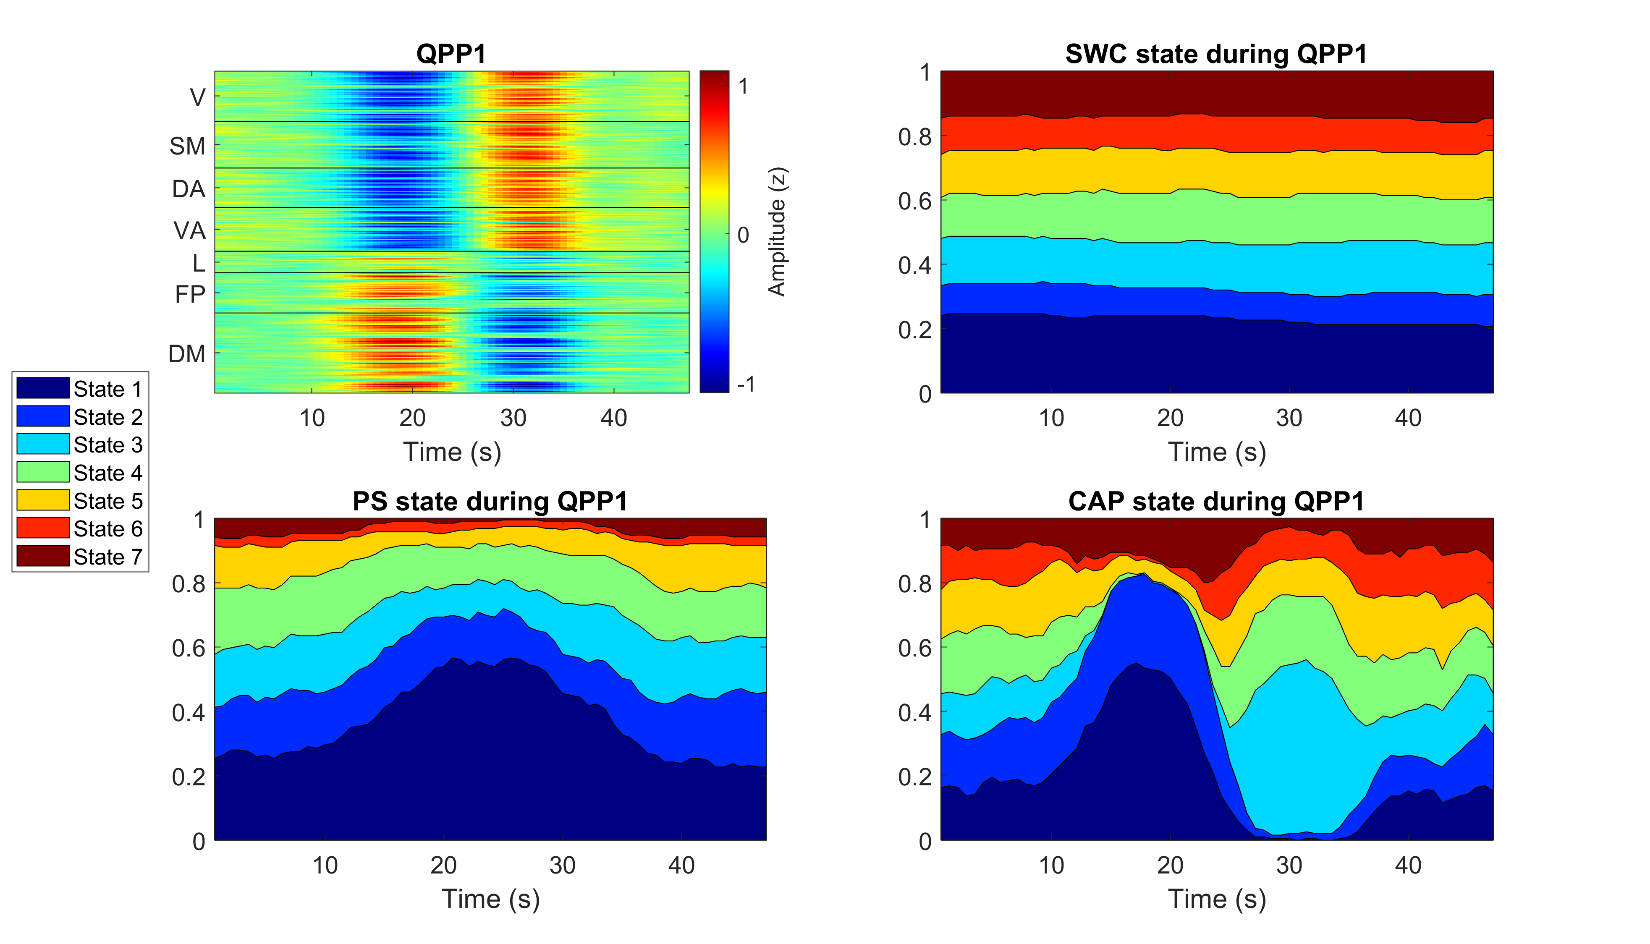 QPP1
V
SM
DA
VA
L
FP
DM
10 20 30 40
Time (s)
1
0
-1
Amplitude (z)
SWC state during QPP1
1
0.8
0.6
0.4
0.2
0
10 20 30 40
Time (s)
State 1
State 2
State 3
State 4
State 5
State 6
State 7
PS state during QPP1
1
0.8
0.6
0.4
0.2
0
10 20 30 40
Time (s)
CAP state during QPP1
1
0.8
0.6
0.4
0.2
0
10 20 30 40
Time (s)